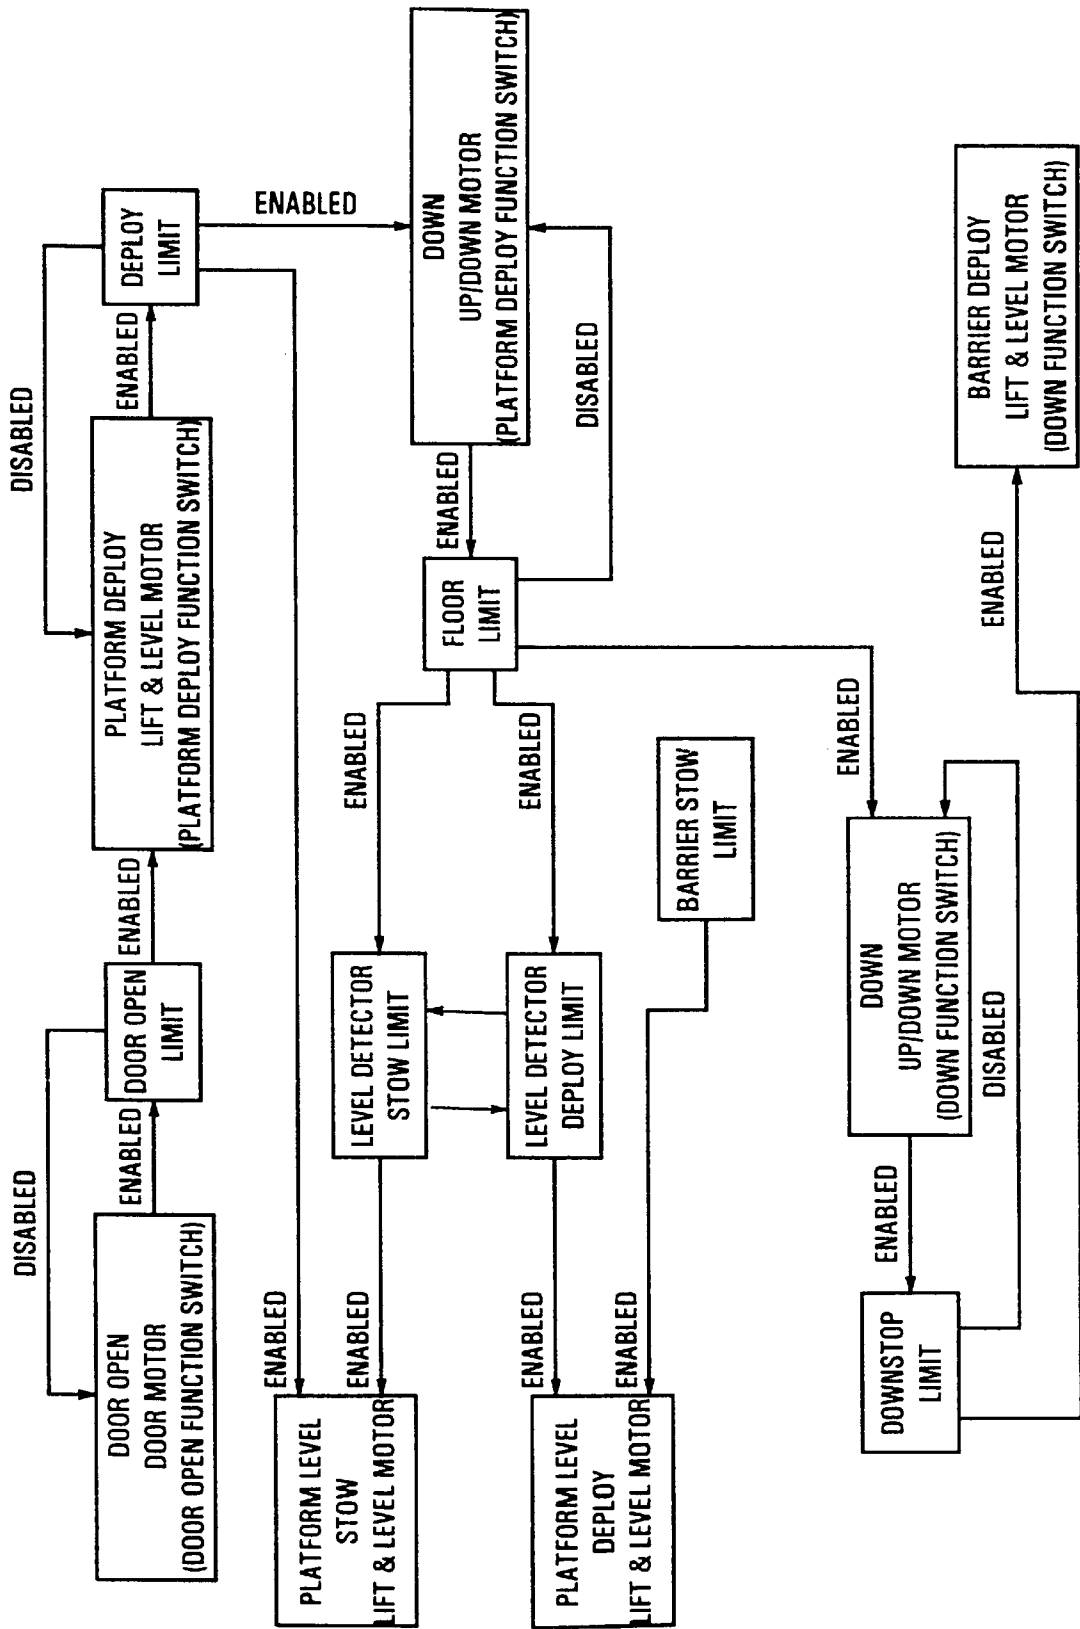 DISABLED
DOOR OPEN
DOOR MOTOR
(DOOR OPEN FUNCTION SWITCH)
ENABLED
DOOR OPEN
LIMIT
ENABLED
DISABLED
PLATFORM DEPLOY
LIFT & LEVEL MOTOR
(PLATFORM DEPLOY FUNCTION SWITCH)
ENABLED
DEPLOY
LIMIT
ENABLED
ENABLED
PLATFORM LEVEL
STOW
LIFT & LEVEL MOTOR
ENABLED
LEVEL DETECTOR
STOW LIMIT
ENABLED
FLOOR
LIMIT
ENABLED
DOWN
UP/DOWN MOTOR
(PLATFORM DEPLOY FUNCTION SWITCH)
DISABLED
ENABLED
PLATFORM LEVEL
DEPLOY
LIFT & LEVEL MOTOR
ENABLED
LEVEL DETECTOR
DEPLOY LIMIT
ENABLED
BARRIER STOW
LIMIT
ENABLED
DOWNSTOP
LIMIT
ENABLED
DOWN
UP/DOWN MOTOR
(DOWN FUNCTION SWITCH)
DISABLED
ENABLED
BARRIER DEPLOY
LIFT & LEVEL MOTOR
(DOWN FUNCTION SWITCH)